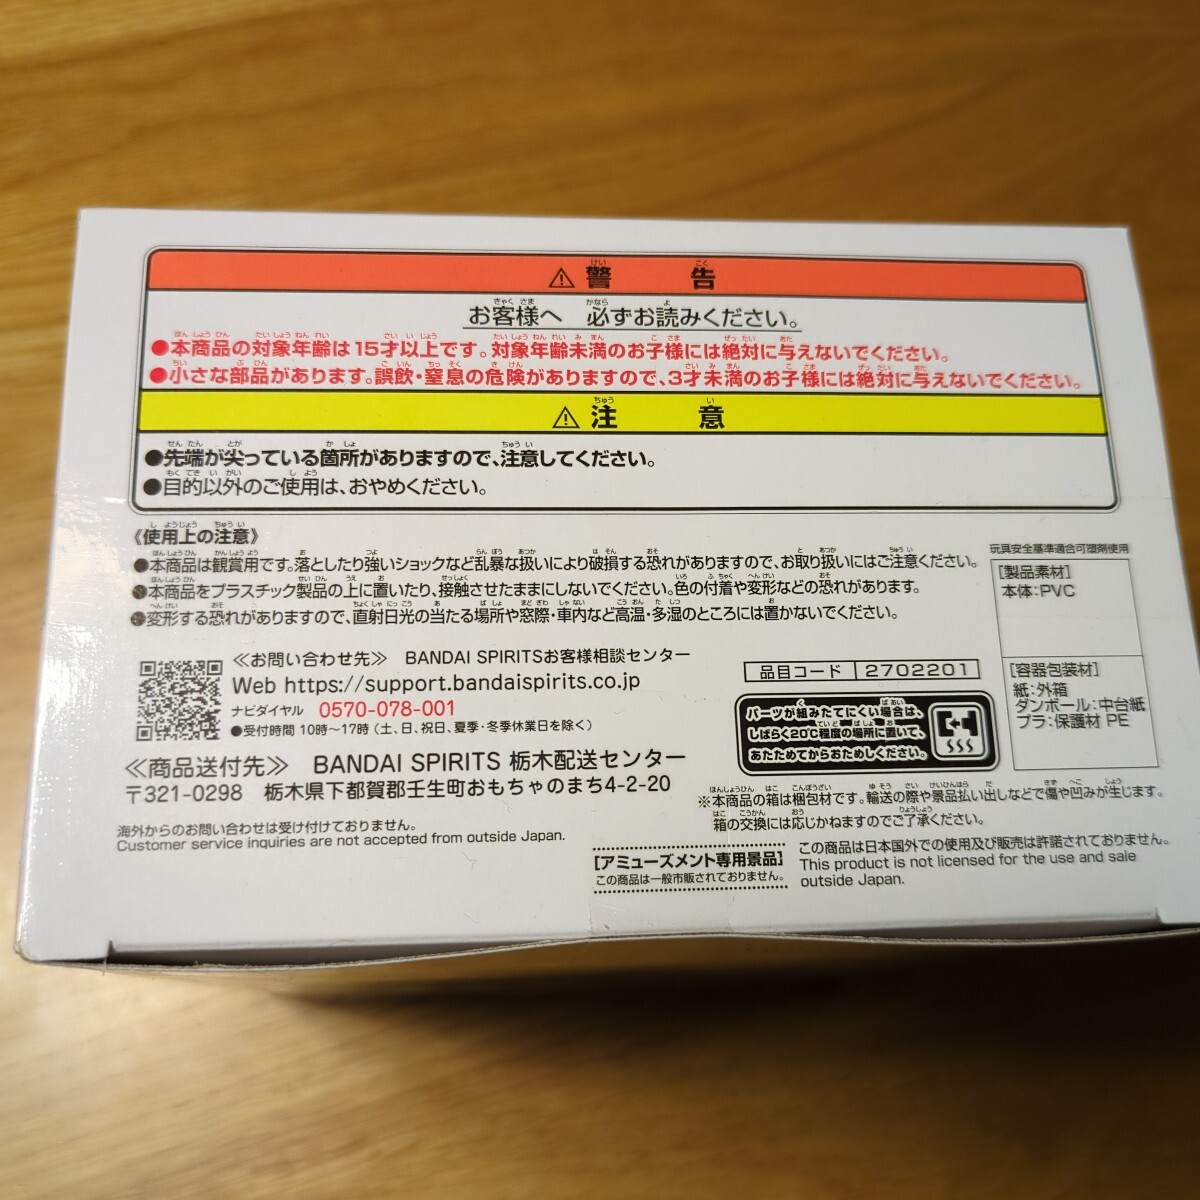 ⚠警告
お客様へ 必ずお読みください。
●本商品の対象年齢は15才以上です。対象年齢未満のお子様には絶対に与えないでください。
●小さな部品があります。誤飲・窒息の危険がありますので、3才未満のお子様には絶対に与えないでください。
⚠注意
●先端が尖っている箇所がありますので、注意してください。
●目的以外のご使用は、おやめください。
《使用上の注意》
●本商品は観賞用です。落としたり強いショックなど乱暴な扱いにより破損する恐れがありますので、お取り扱いにはご注意ください。
●本商品をプラスチック製品の上に置いたり、接触させたままにしないでください。色の付着や変形などの恐れがあります。
●変形する恐れがありますので、直射日光の当たる場所や窓際・車内など高温・多湿のところには置かないでください。
玩具安全基準適合可塑剤使用
[製品素材]
本体:PVC
[容器包装材]
紙:外箱
ダンボール:中台紙
プラ:保護材 PE
≪お問い合わせ先≫ BANDAI SPIRITSお客様相談センター
Web https://support.bandaispirits.co.jp
ナビダイヤル 0570-078-001
●受付時間 10時〜17時(土、日、祝日、夏季・冬季休業日を除く)
品目コード 2702201
パーツが組みたてにくい場合は、
しばらく20℃程度の場所に置いて、
あたためてからおためしください。
≪商品送付先≫ BANDAI SPIRITS 栃木配送センター
〒321-0298 栃木県下都賀郡壬生町おもちゃのまち4-2-20
※本商品の箱は梱包材です。輸送の際や景品払い出しなどで傷や凹みが生じます。
箱の交換には応じかねますのでご了承ください。
海外からのお問い合わせは受け付けておりません。
Customer service inquiries are not accepted from outside Japan.
[アミューズメント専用景品]
この商品は一般市販されておりません。
この商品は日本国外での使用及び販売は許諾されておりません。
This product is not licensed for the use and sale
outside Japan.